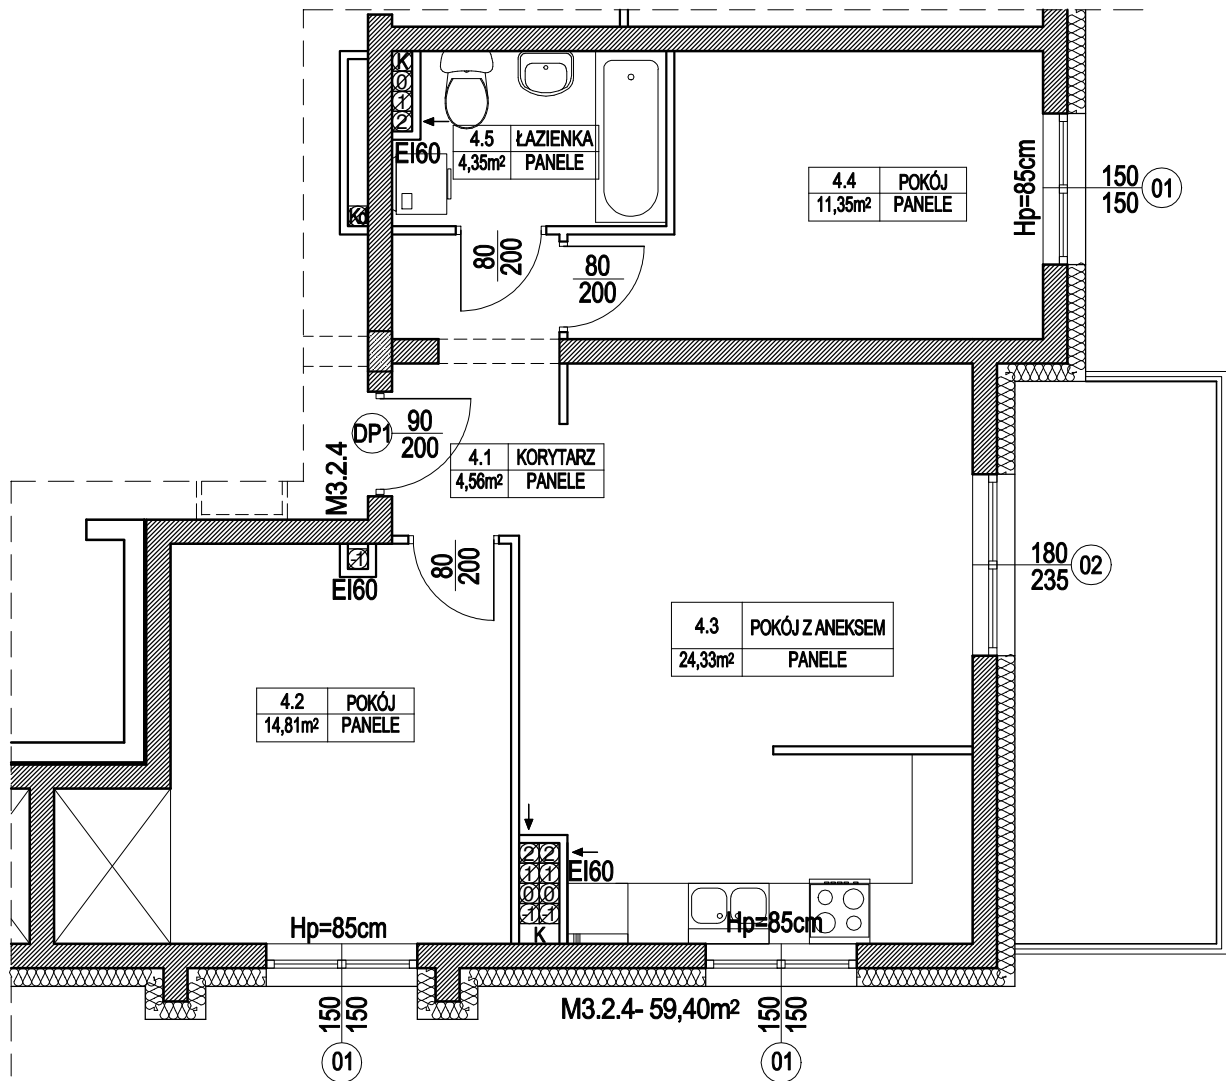 K
0
1
2
EI60
4.5 ŁAZIENKA
4,35m² PANELE
4.4 POKÓJ
11,35m² PANELE
Hp=85cm
150
150
01
80
200
80
200
DP1
90
200
M3.2.4
4.1 KORYTARZ
4,56m² PANELE
-1
EI60
80
200
180
235
02
4.3 POKÓJ Z ANEKSEM
24,33m² PANELE
4.2 POKÓJ
14,81m² PANELE
2 2
1 1
0 0
-1 -1
K
EI60
Hp=85cm
Hp=85cm
M3.2.4- 59,40m²
150
150
01
150
150
01